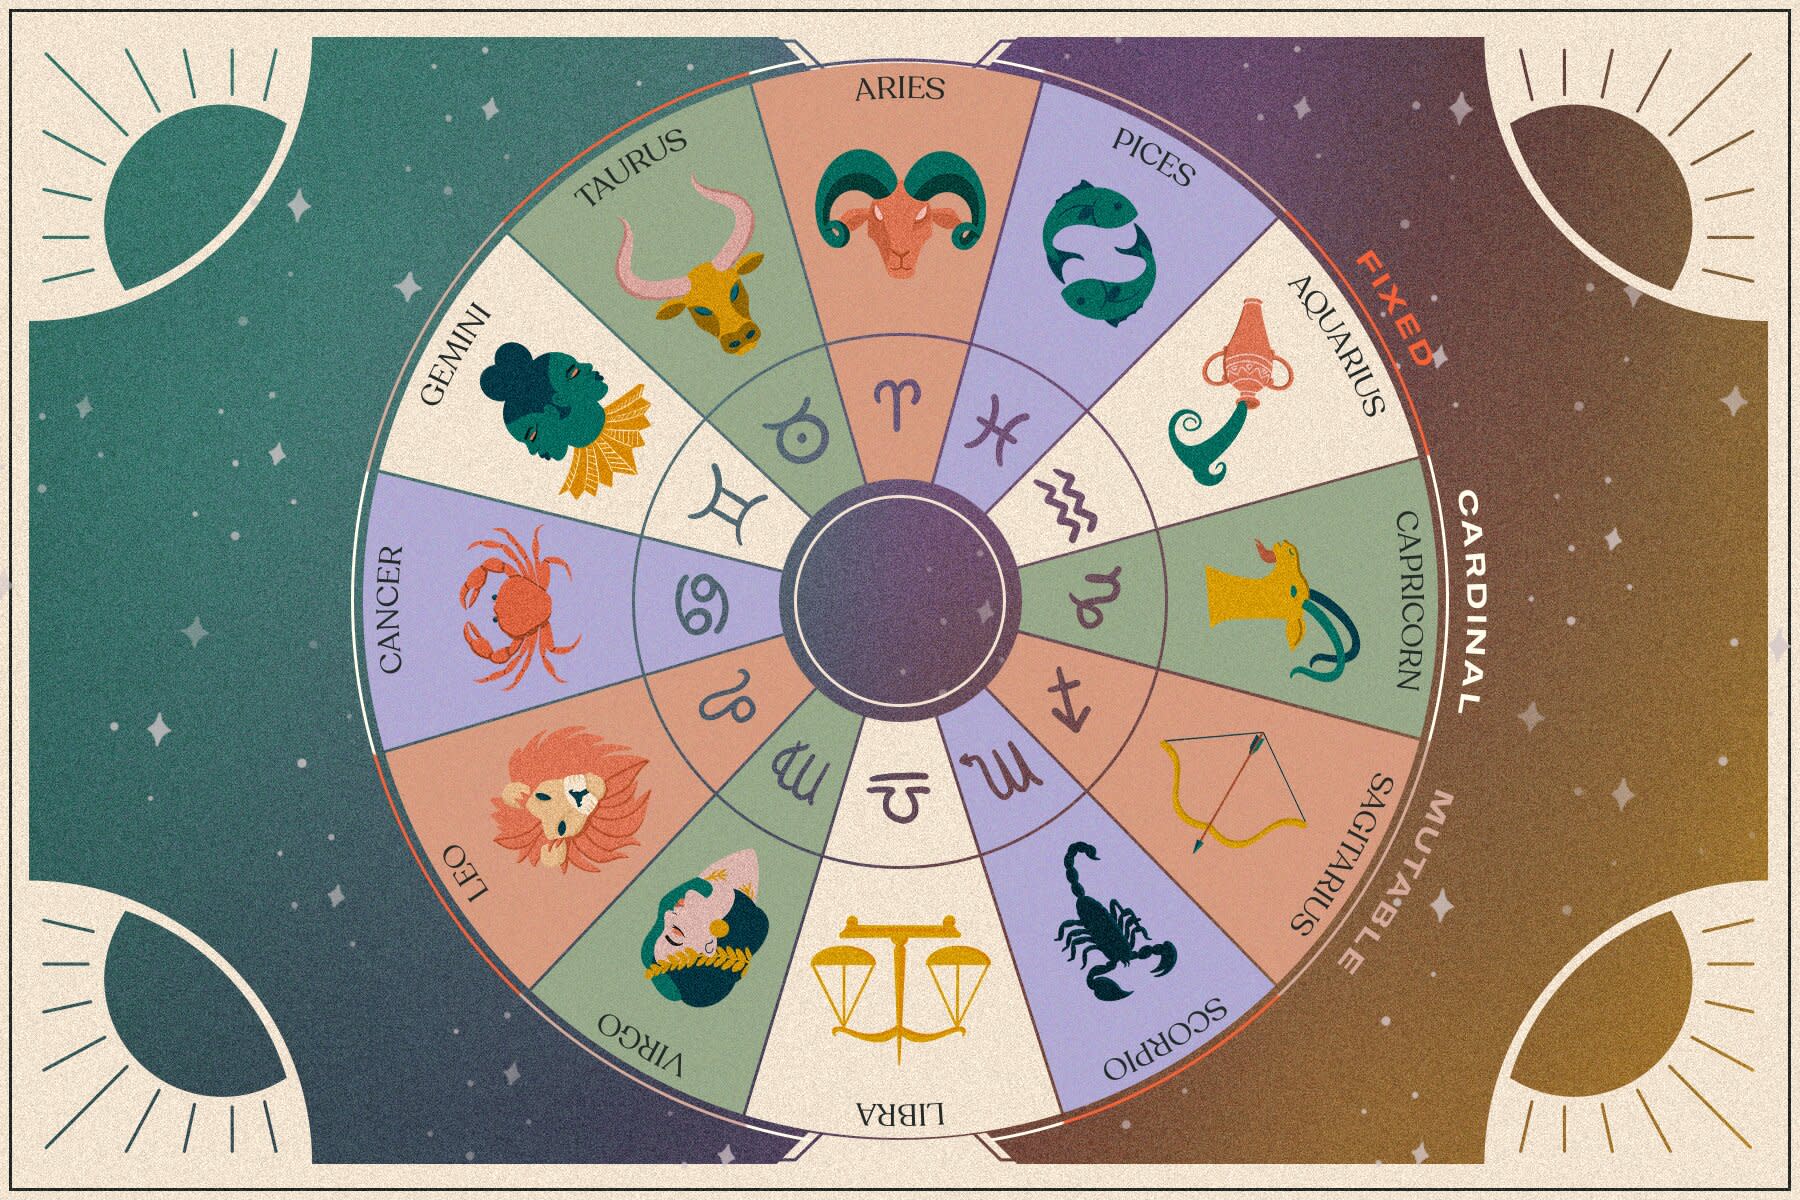 ARIES
PICES
AQUARIUS
CAPRICORN
SAGITARIUS
SCORPIO
LIBRA
VIRGO
LEO
CANCER
GEMINI
TAURUS
FIXED
CARDINAL
MUTABLE